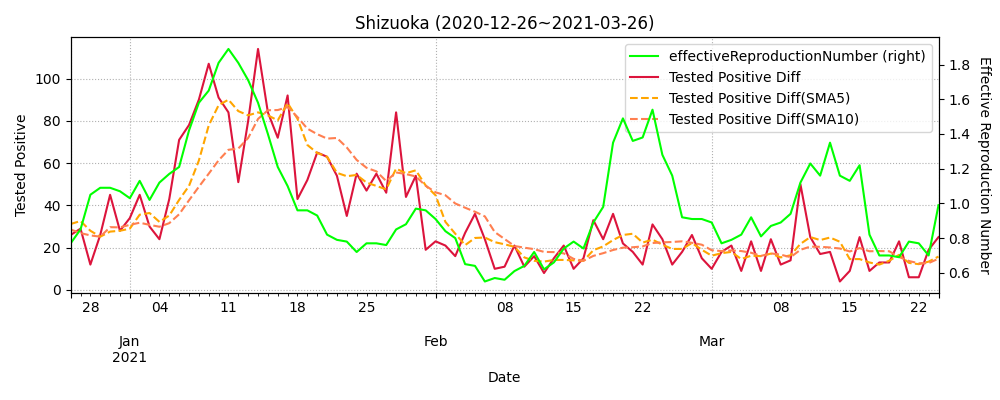 Shizuoka (2020-12-26~2021-03-26)
effectiveReproductionNumber (right)
Tested Positive Diff
Tested Positive Diff(SMA5)
Tested Positive Diff(SMA10)
Tested Positive
100
80
60
40
20
0
1.8
1.6
1.4
1.2
1.0
0.8
0.6
Effective Reproduction Number
28 04 11 18 25 08 15 22 08 15 22
Jan Feb Mar
2021
Date